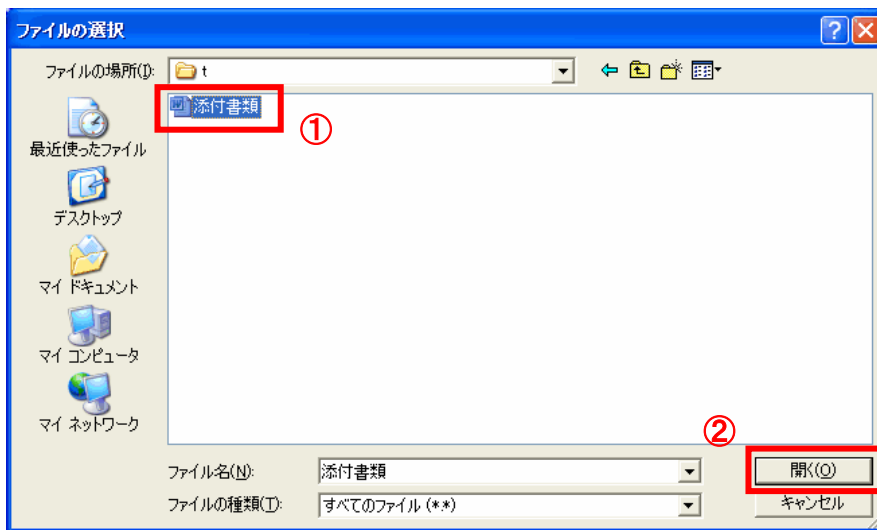 ファイルの選択
ファイルの場所(I): t
添付書類
①
最近使ったファイル
デスクトップ
マイ ドキュメント
マイ コンピュータ
マイ ネットワーク
②
ファイル名(N): 添付書類 開く(O)
ファイルの種類(T): すべてのファイル (*.*) キャンセル